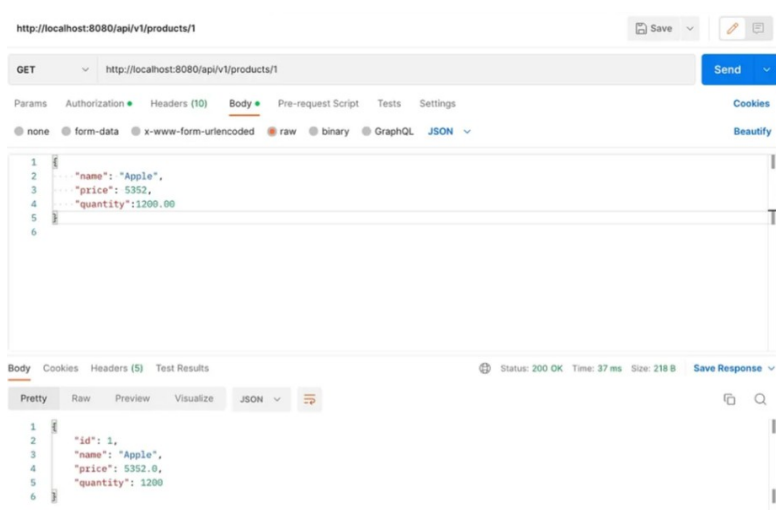 http://localhost:8080/api/v1/products/1 Save
GET http://localhost:8080/api/v1/products/1 Send
Params Authorization Headers (10) Body Pre-request Script Tests Settings Cookies
none form-data x-www-form-urlencoded raw binary GraphQL JSON Beautify
1 {
2 "name": "Apple",
3 "price": 5352,
4 "quantity":1200.00
5 }
6
Body Cookies Headers (5) Test Results Status: 200 OK Time: 37 ms Size: 218 B Save Response
Pretty Raw Preview Visualize JSON
1 {
2 "id": 1,
3 "name": "Apple",
4 "price": 5352.0,
5 "quantity": 1200
6 }